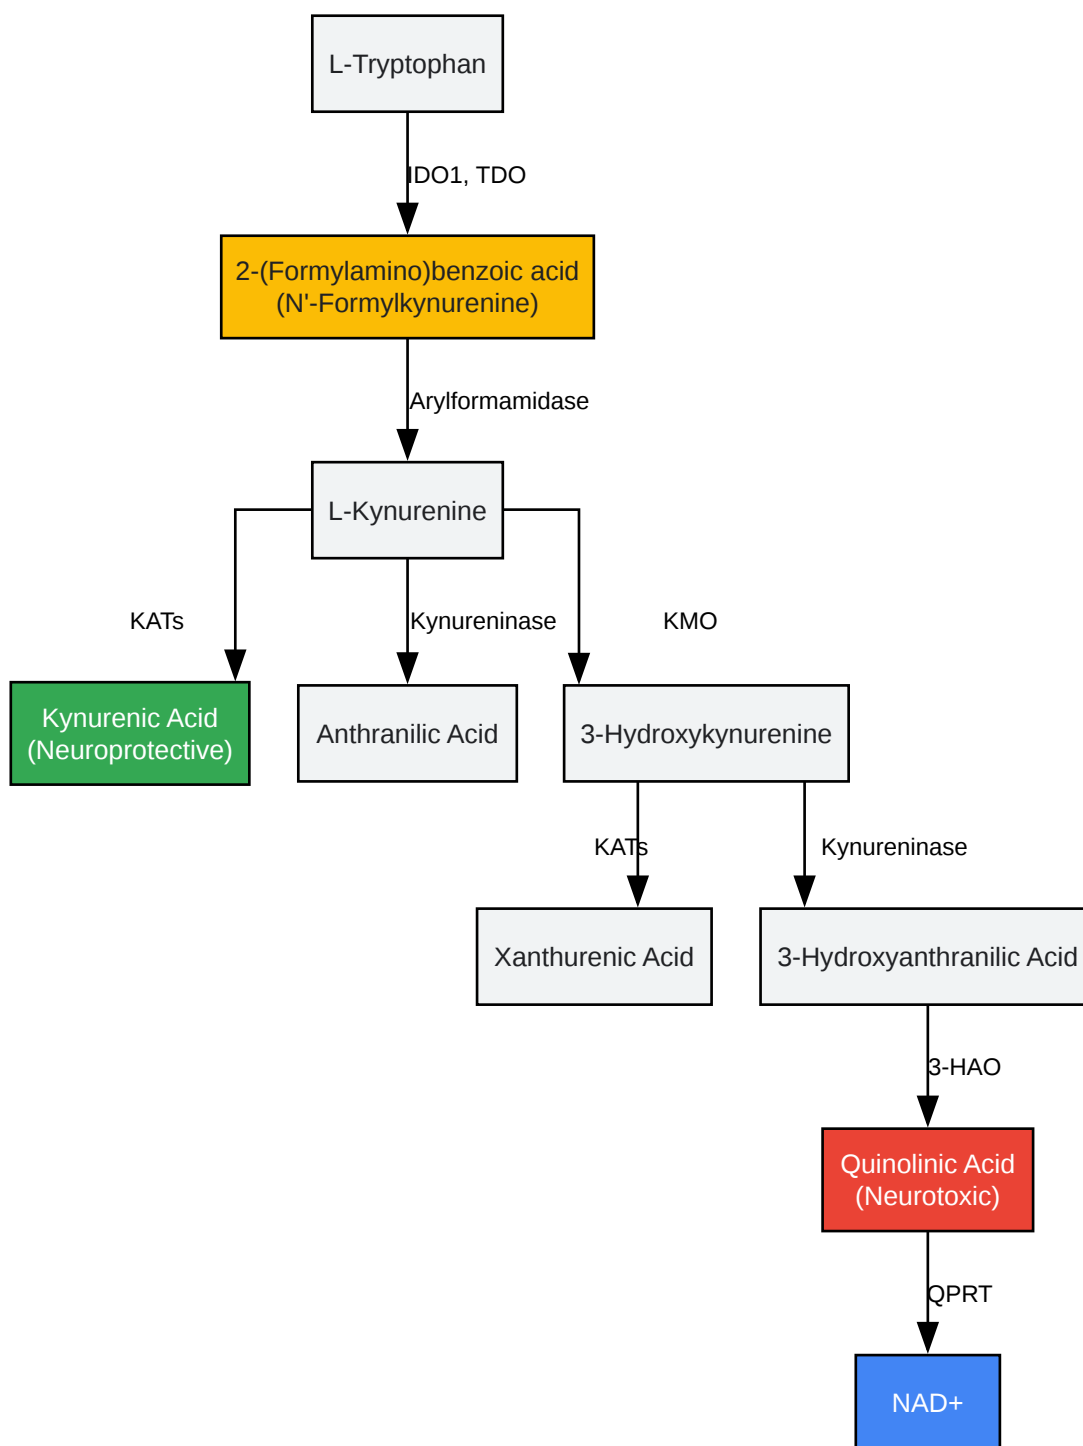 L-Tryptophan
IDO1, TDO
2-(Formylamino)benzoic acid
(N'-Formylkynurenine)
Arylformamidase
L-Kynurenine
KATs
Kynureninase
KMO
Kynurenic Acid
(Neuroprotective)
Anthranilic Acid
3-Hydroxykynurenine
KATs
Kynureninase
Xanthurenic Acid
3-Hydroxyanthranilic Acid
3-HAO
Quinolinic Acid
(Neurotoxic)
QPRT
NAD+